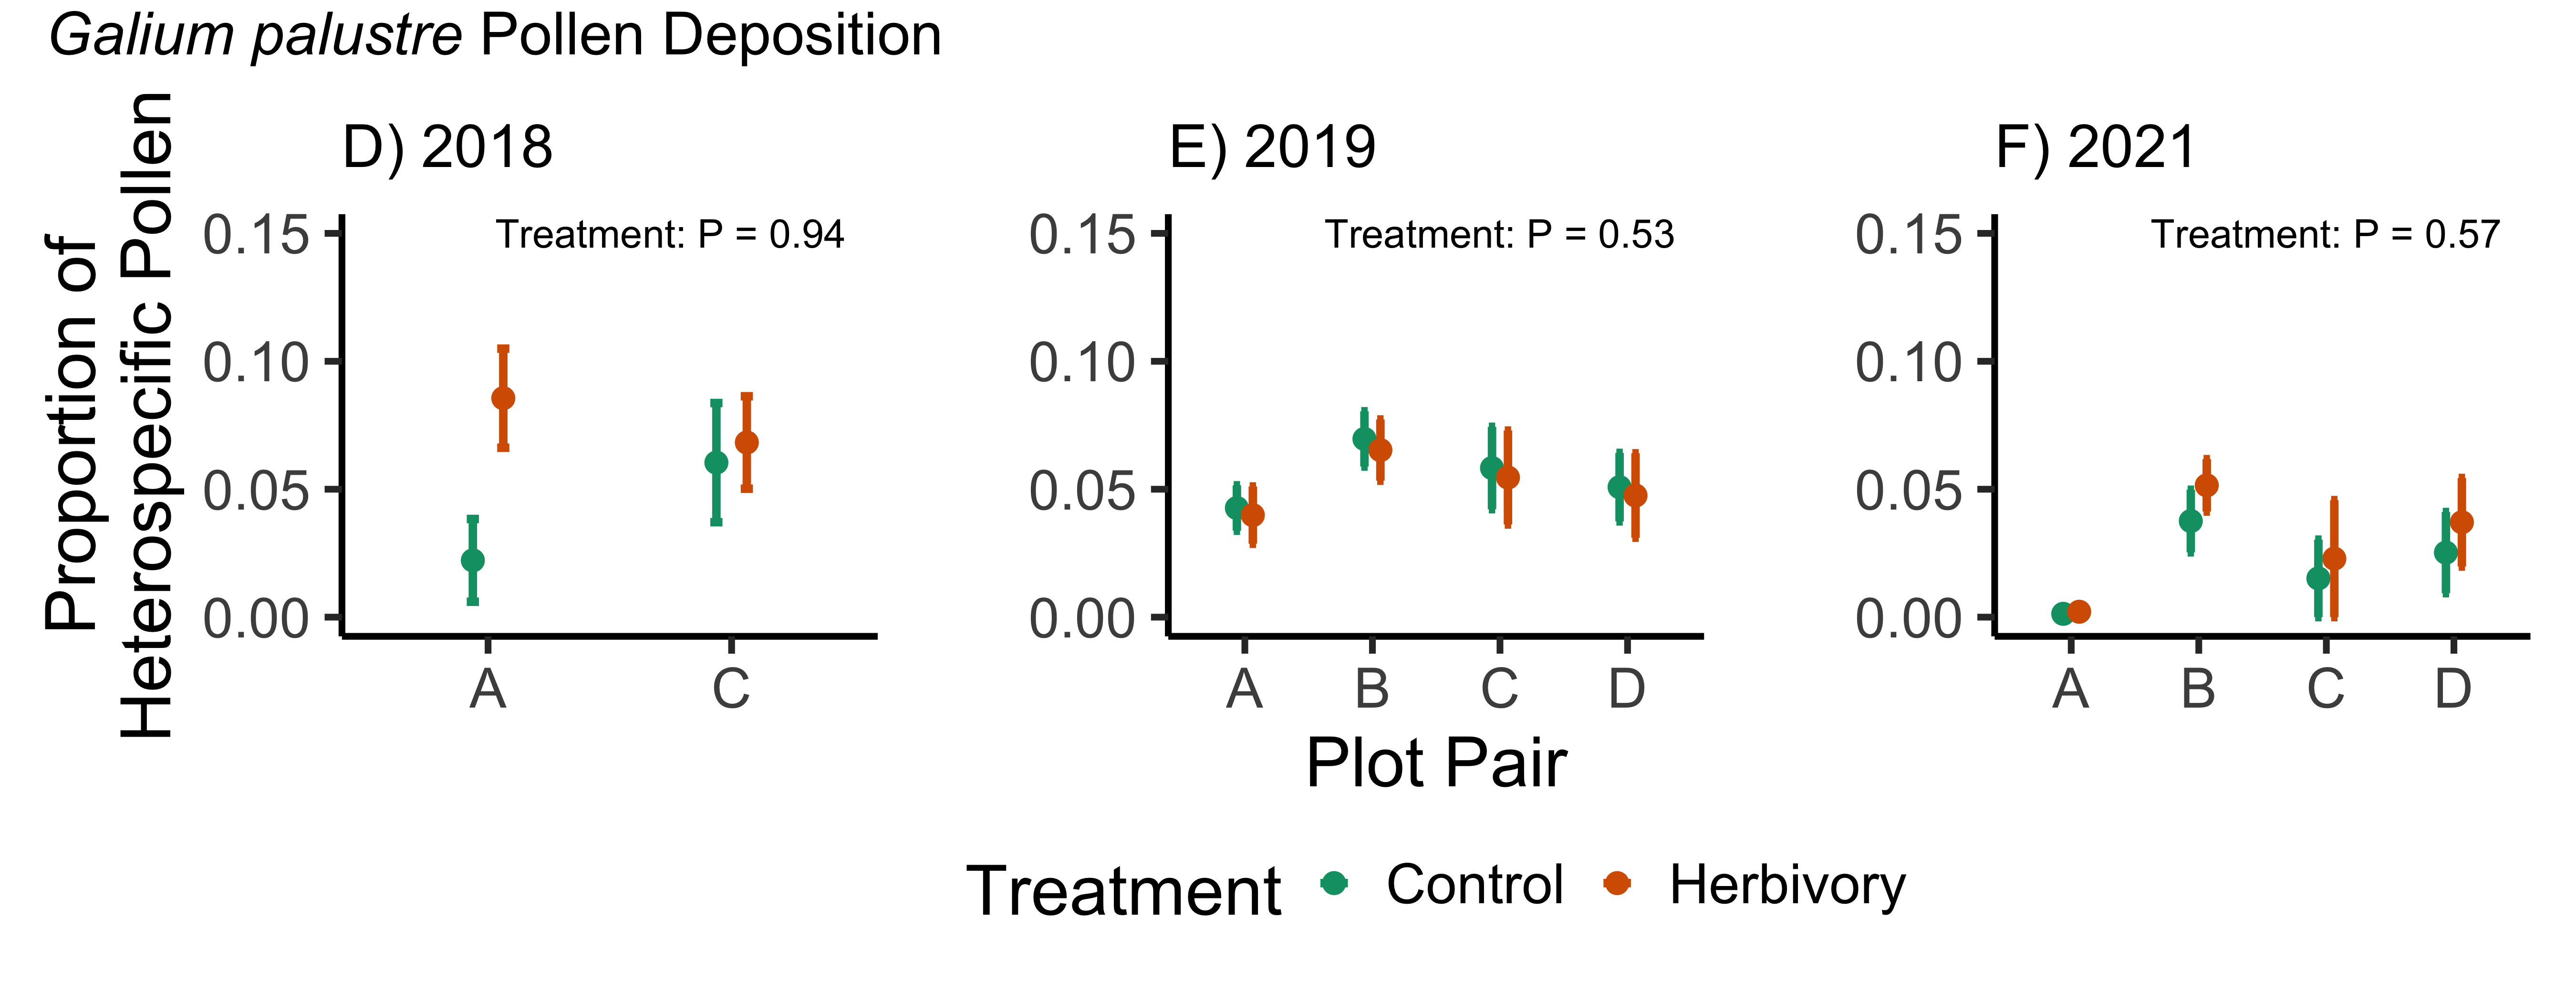 Galium palustre Pollen Deposition
Proportion of
Heterospecific Pollen
D) 2018
Treatment: P = 0.94
0.15
0.10
0.05
0.00
A C
E) 2019
Treatment: P = 0.53
0.15
0.10
0.05
0.00
A B C D
F) 2021
Treatment: P = 0.57
0.15
0.10
0.05
0.00
A B C D
Plot Pair
Treatment Control Herbivory